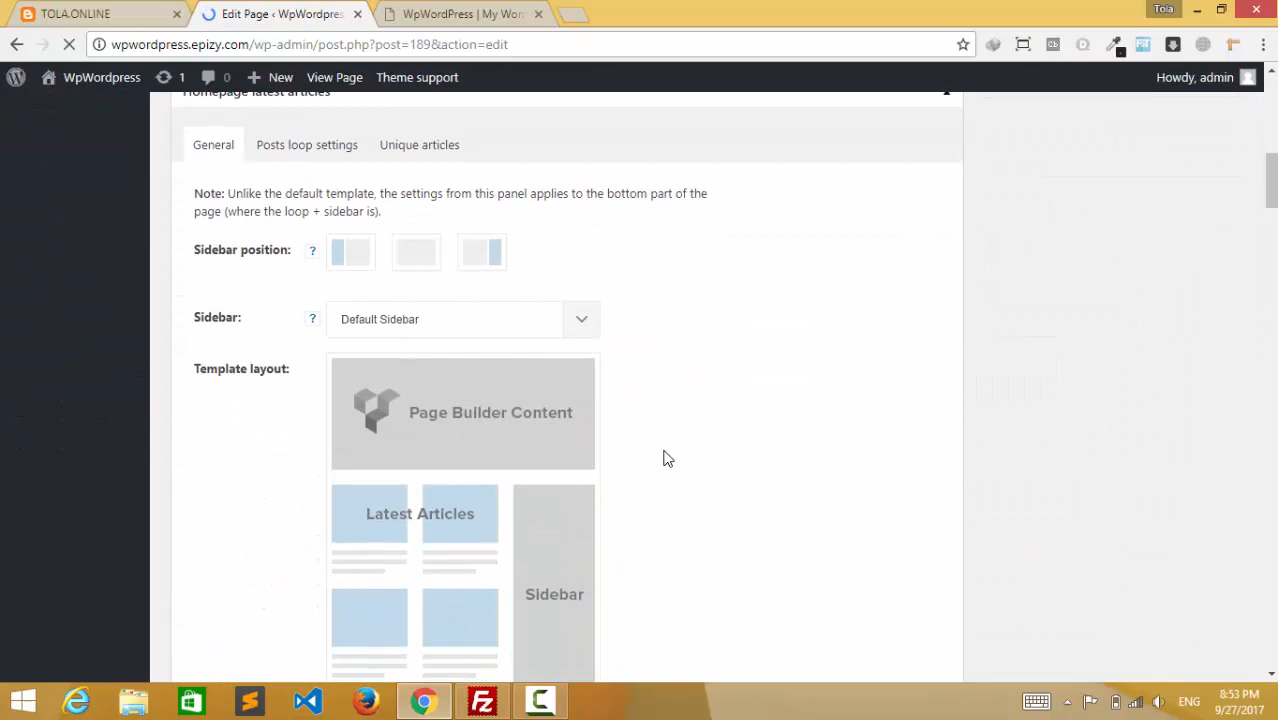 TOLA.ONLINE
Edit Page ‹ WpWordpres
WpWordPress | My Wor
Tola
wpwordpress.epizy.com/wp-admin/post.php?post=189&action=edit
WpWordpress
1
0
New
View Page
Theme support
Howdy, admin
Homepage latest articles
General
Posts loop settings
Unique articles
Note: Unlike the default template, the settings from this panel applies to the bottom part of the
page (where the loop + sidebar is).
Sidebar position:
?
Sidebar:
?
Default Sidebar
Template layout:
Page Builder Content
Latest Articles
Sidebar
ENG
8:53 PM
9/27/2017